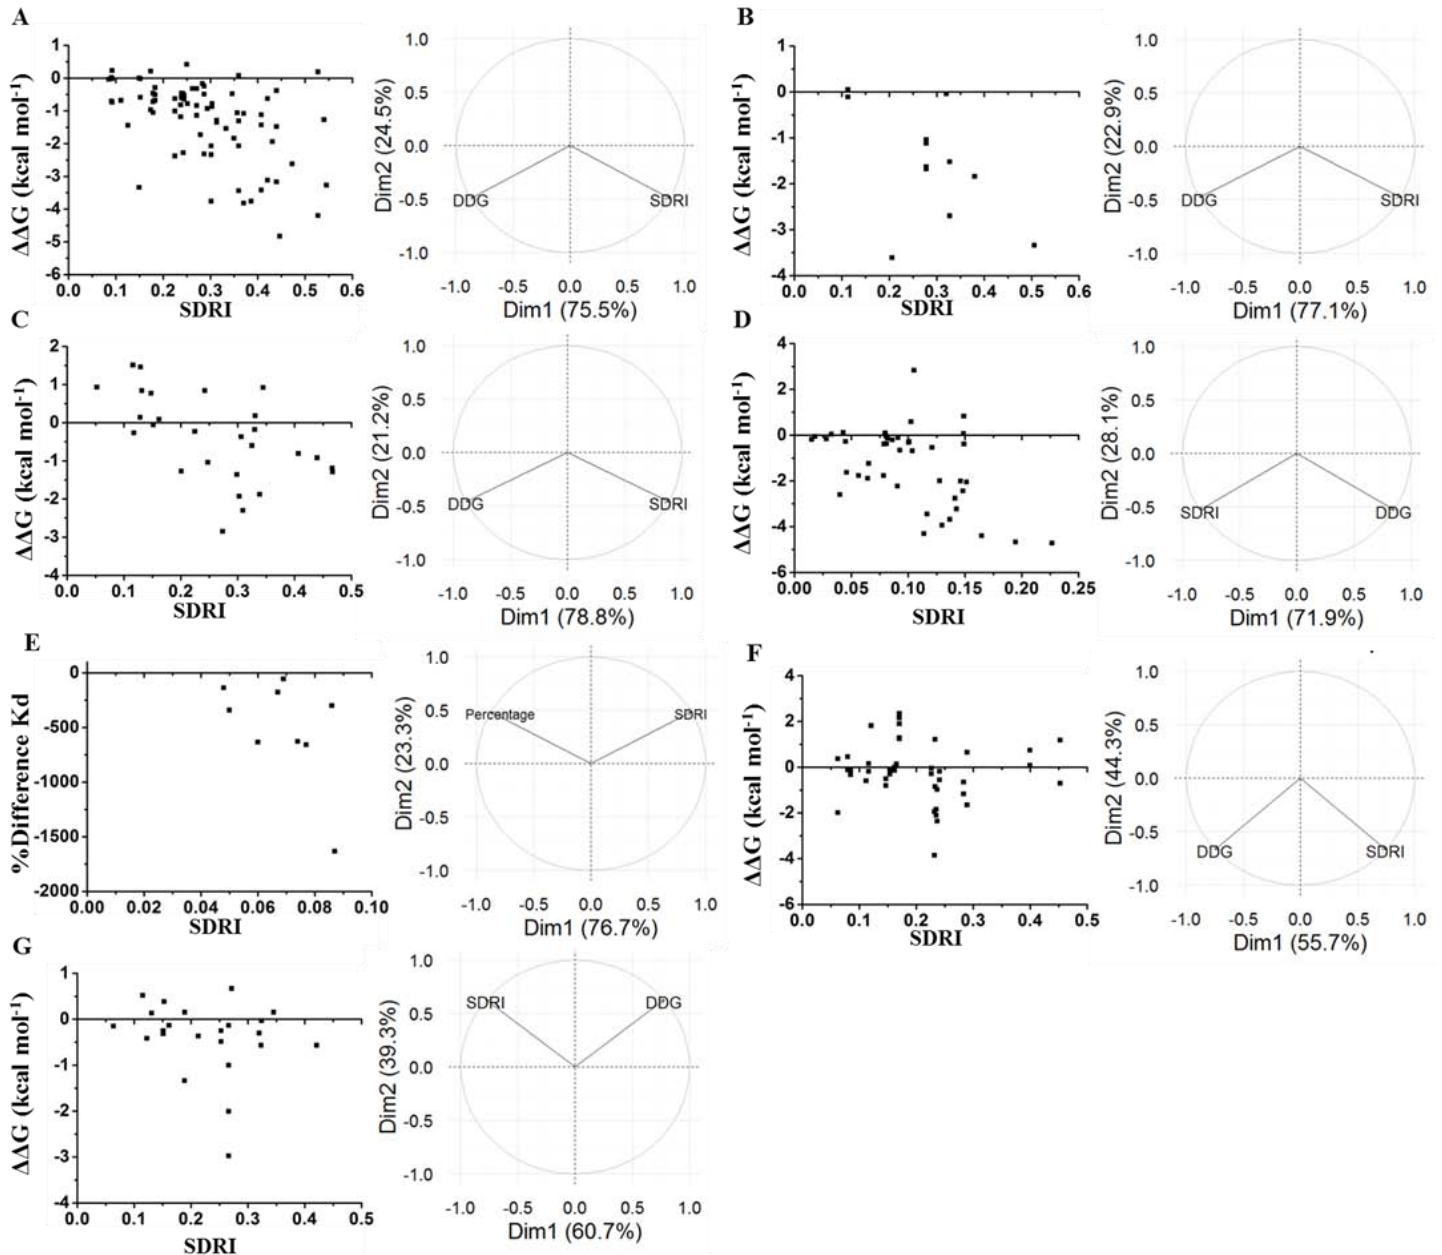 A
ΔΔG (kcal mol-1)
1
0
-1
-2
-3
-4
-5
-6
0.0 0.1 0.2 0.3 0.4 0.5 0.6
SDRI
Dim2 (24.5%)
1.0
0.5
0.0
-0.5
-1.0
DDG SDRI
-1.0 -0.5 0.0 0.5 1.0
Dim1 (75.5%)
B
ΔΔG (kcal mol-1)
1
0
-1
-2
-3
-4
0.0 0.1 0.2 0.3 0.4 0.5 0.6
SDRI
Dim2 (22.9%)
1.0
0.5
0.0
-0.5
-1.0
DDG SDRI
-1.0 -0.5 0.0 0.5 1.0
Dim1 (77.1%)
C
ΔΔG (kcal mol-1)
2
1
0
-1
-2
-3
-4
0.0 0.1 0.2 0.3 0.4 0.5
SDRI
Dim2 (21.2%)
1.0
0.5
0.0
-0.5
-1.0
DDG SDRI
-1.0 -0.5 0.0 0.5 1.0
Dim1 (78.8%)
D
ΔΔG (kcal mol-1)
4
2
0
-2
-4
-6
0.00 0.05 0.10 0.15 0.20 0.25
SDRI
Dim2 (28.1%)
1.0
0.5
0.0
-0.5
-1.0
SDRI DDG
-1.0 -0.5 0.0 0.5 1.0
Dim1 (71.9%)
E
%Difference Kd
0
-500
-1000
-1500
-2000
0.00 0.02 0.04 0.06 0.08 0.10
SDRI
Dim2 (23.3%)
1.0
0.5
0.0
-0.5
-1.0
Percentage SDRI
-1.0 -0.5 0.0 0.5 1.0
Dim1 (76.7%)
F
ΔΔG (kcal mol-1)
4
2
0
-2
-4
-6
0.0 0.1 0.2 0.3 0.4 0.5
SDRI
Dim2 (44.3%)
1.0
0.5
0.0
-0.5
-1.0
DDG SDRI
-1.0 -0.5 0.0 0.5 1.0
Dim1 (55.7%)
G
ΔΔG (kcal mol-1)
1
0
-1
-2
-3
-4
0.0 0.1 0.2 0.3 0.4 0.5
SDRI
Dim2 (39.3%)
1.0
0.5
0.0
-0.5
-1.0
SDRI DDG
-1.0 -0.5 0.0 0.5 1.0
Dim1 (60.7%)